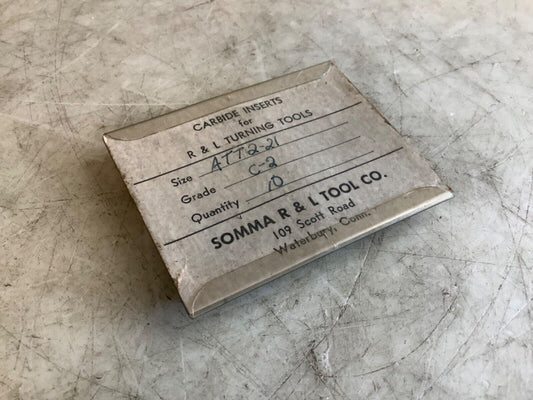 CARBIDE INSERTS
for
R & L TURNING TOOLS
Size ATT2-21
Grade C-2
Quantity 10
SOMMA R & L TOOL CO.
109 Scott Road
Waterbury, Conn.